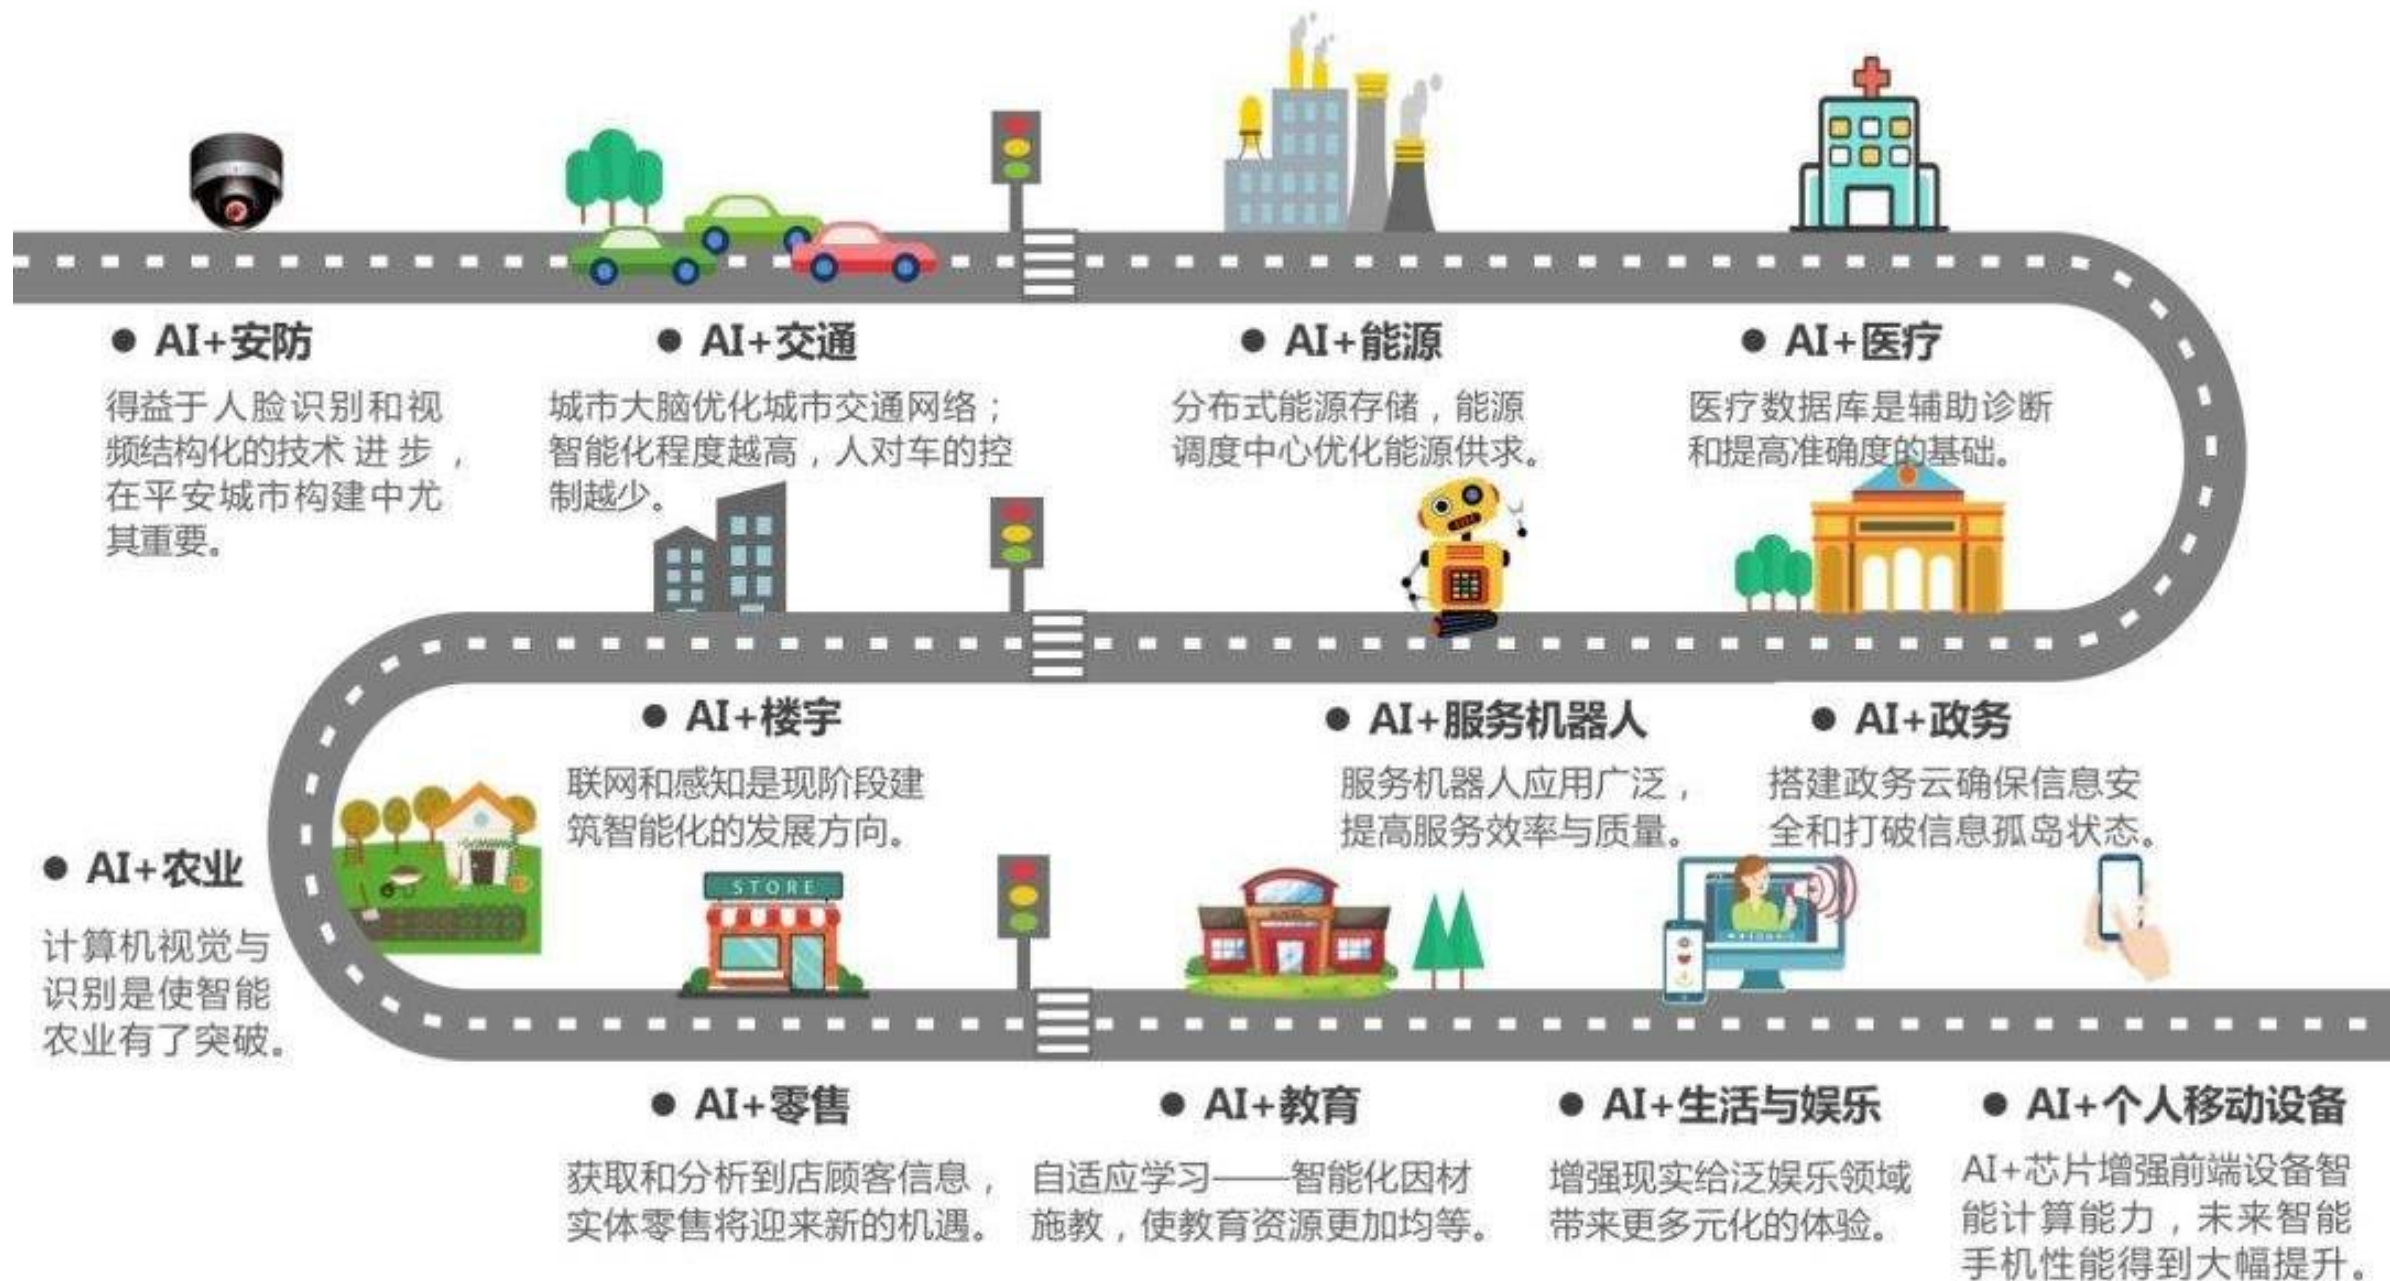 ● AI+安防
得益于人脸识别和视
频结构化的技术 进 步 ，
在平安城市构建中尤
其重要。
● AI+交通
城市大脑优化城市交通网络；
智能化程度越高，人对车的控
制越少。
● AI+能源
分布式能源存储，能源
调度中心优化能源供求。
● AI+医疗
医疗数据库是辅助诊断
和提高准确度的基础。
● AI+楼宇
联网和感知是现阶段建
筑智能化的发展方向。
● AI+服务机器人
服务机器人应用广泛，
提高服务效率与质量。
● AI+政务
搭建政务云确保信息安
全和打破信息孤岛状态。
● AI+农业
计算机视觉与
识别是使智能
农业有了突破。
STORE
● AI+零售
获取和分析到店顾客信息，
实体零售将迎来新的机遇。
● AI+教育
自适应学习——智能化因材
施教，使教育资源更加均等。
● AI+生活与娱乐
增强现实给泛娱乐领域
带来更多元化的体验。
● AI+个人移动设备
AI+芯片增强前端设备智
能计算能力，未来智能
手机性能得到大幅提升。